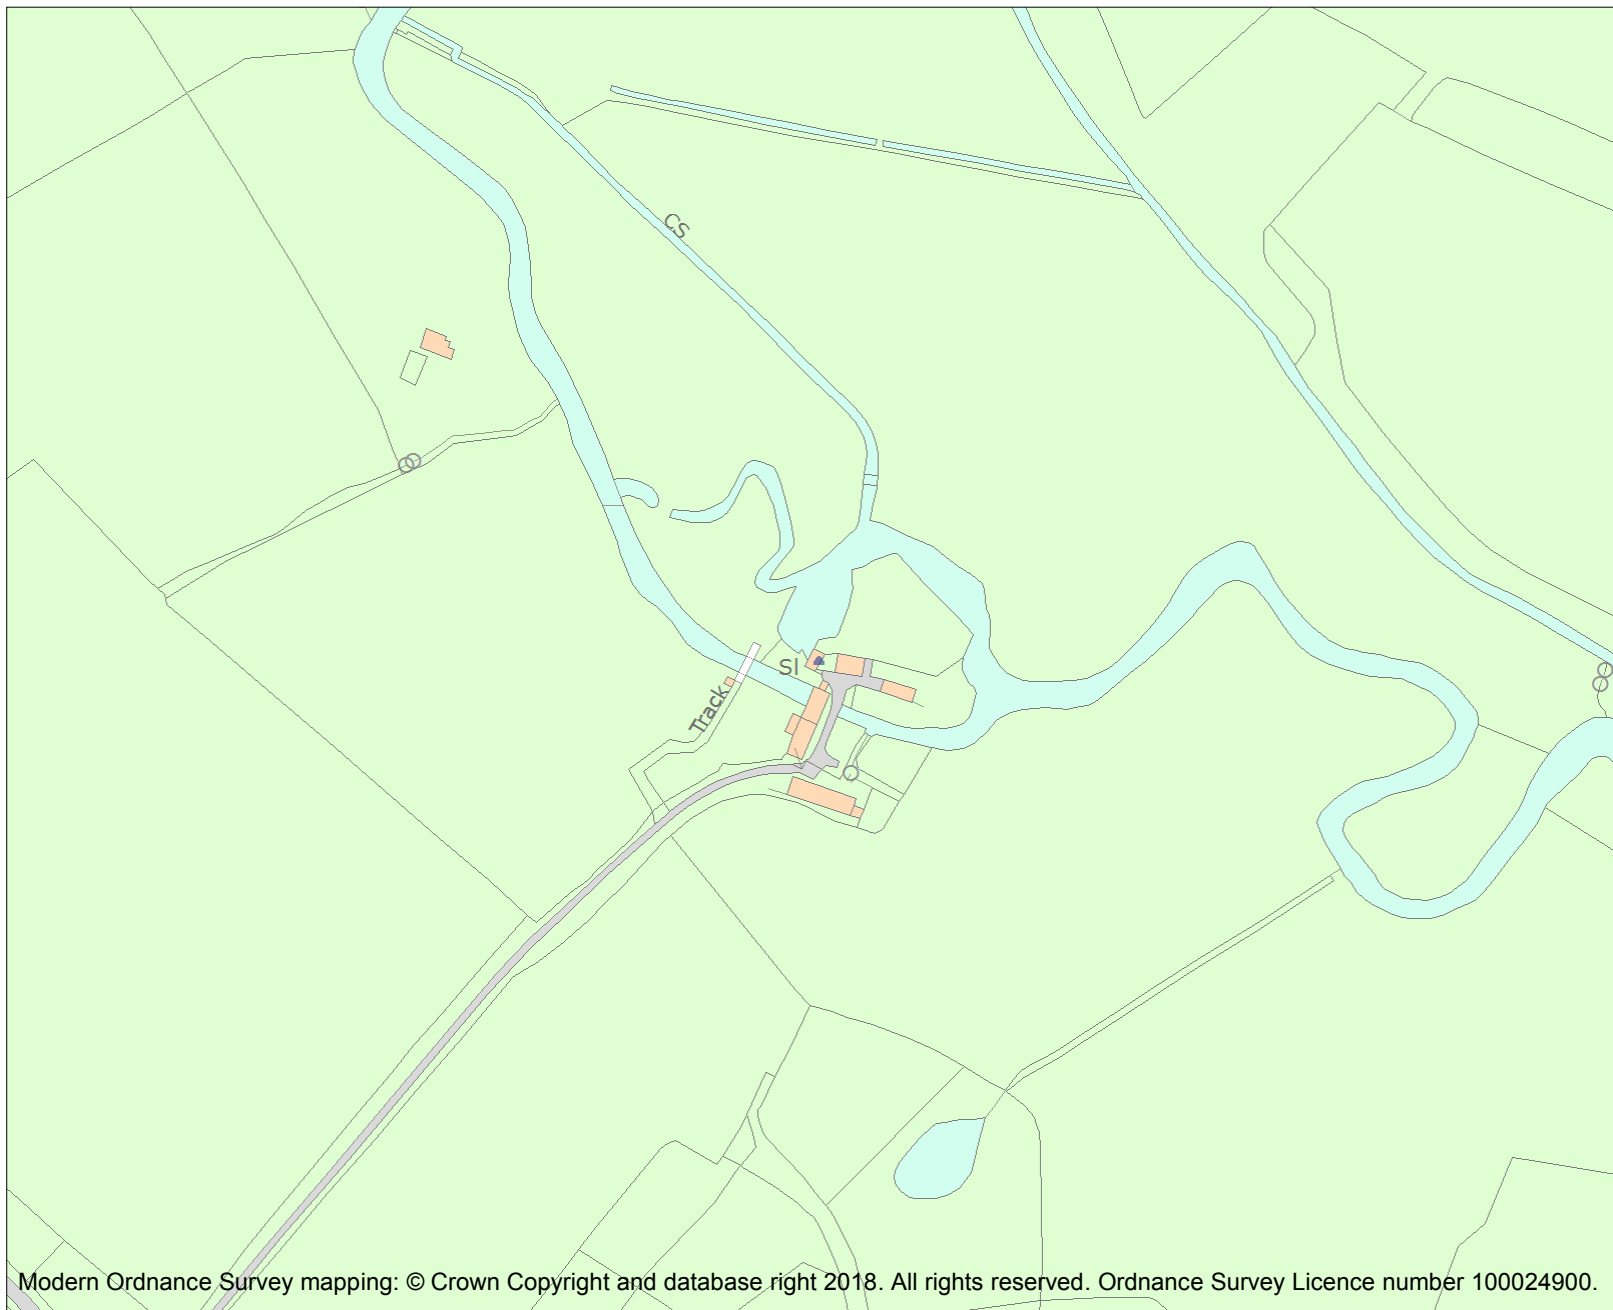 CS
Sl
Track
Modern Ordnance Survey mapping: © Crown Copyright and database right 2018. All rights reserved. Ordnance Survey Licence number 100024900.